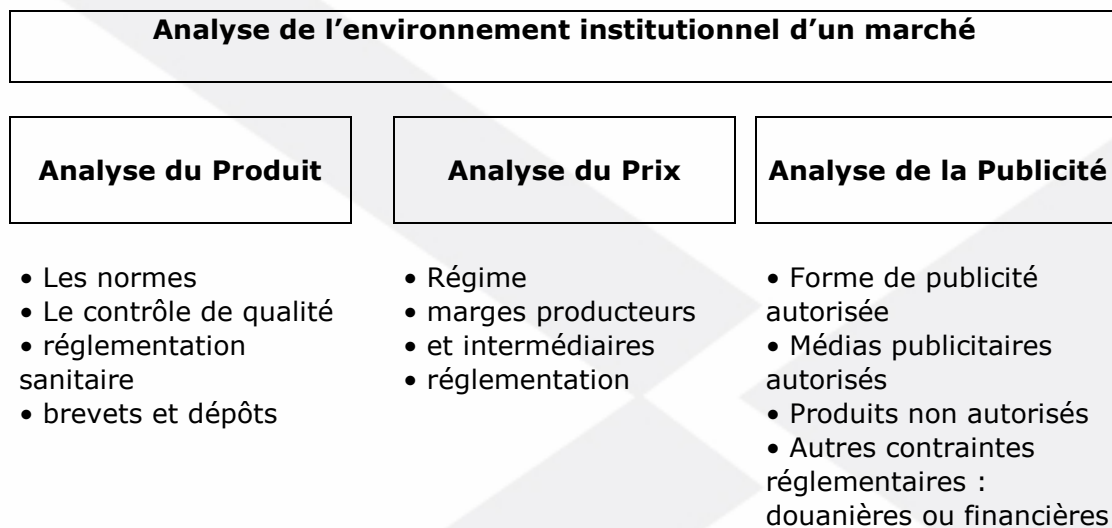 Analyse de l’environnement institutionnel d’un marché
Analyse du Produit
• Les normes
• Le contrôle de qualité
• réglementation
sanitaire
• brevets et dépôts
Analyse du Prix
• Régime
• marges producteurs
• et intermédiaires
• réglementation
Analyse de la Publicité
• Forme de publicité
autorisée
• Médias publicitaires
autorisés
• Produits non autorisés
• Autres contraintes
réglementaires :
douanières ou financières